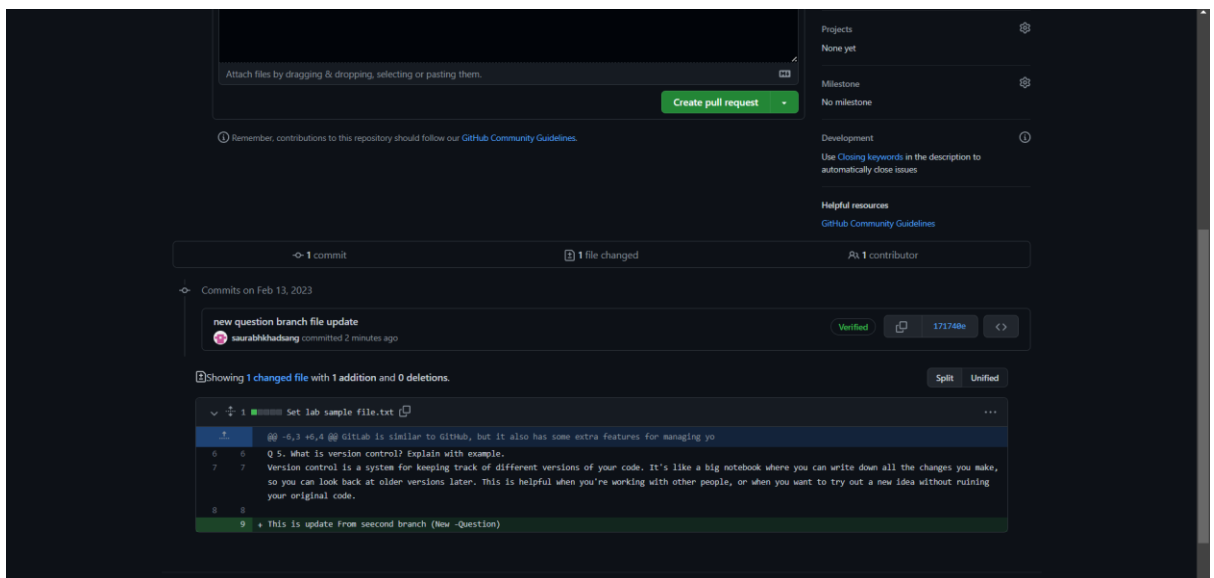 Projects
None yet
Attach files by dragging & dropping, selecting or pasting them.
Milestone
No milestone
Create pull request
Remember, contributions to this repository should follow our GitHub Community Guidelines.
Development
Use Closing keywords in the description to
automatically close issues
Helpful resources
GitHub Community Guidelines
1 commit
1 file changed
1 contributor
Commits on Feb 13, 2023
new question branch file update
saurabhkhadsang committed 2 minutes ago
Verified
171740e
Showing 1 changed file with 1 addition and 0 deletions.
Split Unified
1 Set lab sample file.txt
@@ -6,3 +6,4 @@ GitLab is similar to GitHub, but it also has some extra features for managing yo
6 6 Q 5. What is version control? Explain with example.
7 7 Version control is a system for keeping track of different versions of your code. It's like a big notebook where you can write down all the changes you make,
so you can look back at older versions later. This is helpful when you're working with other people, or when you want to try out a new idea without ruining
your original code.
8 8
9 + This is update From seecond branch (New -Question)